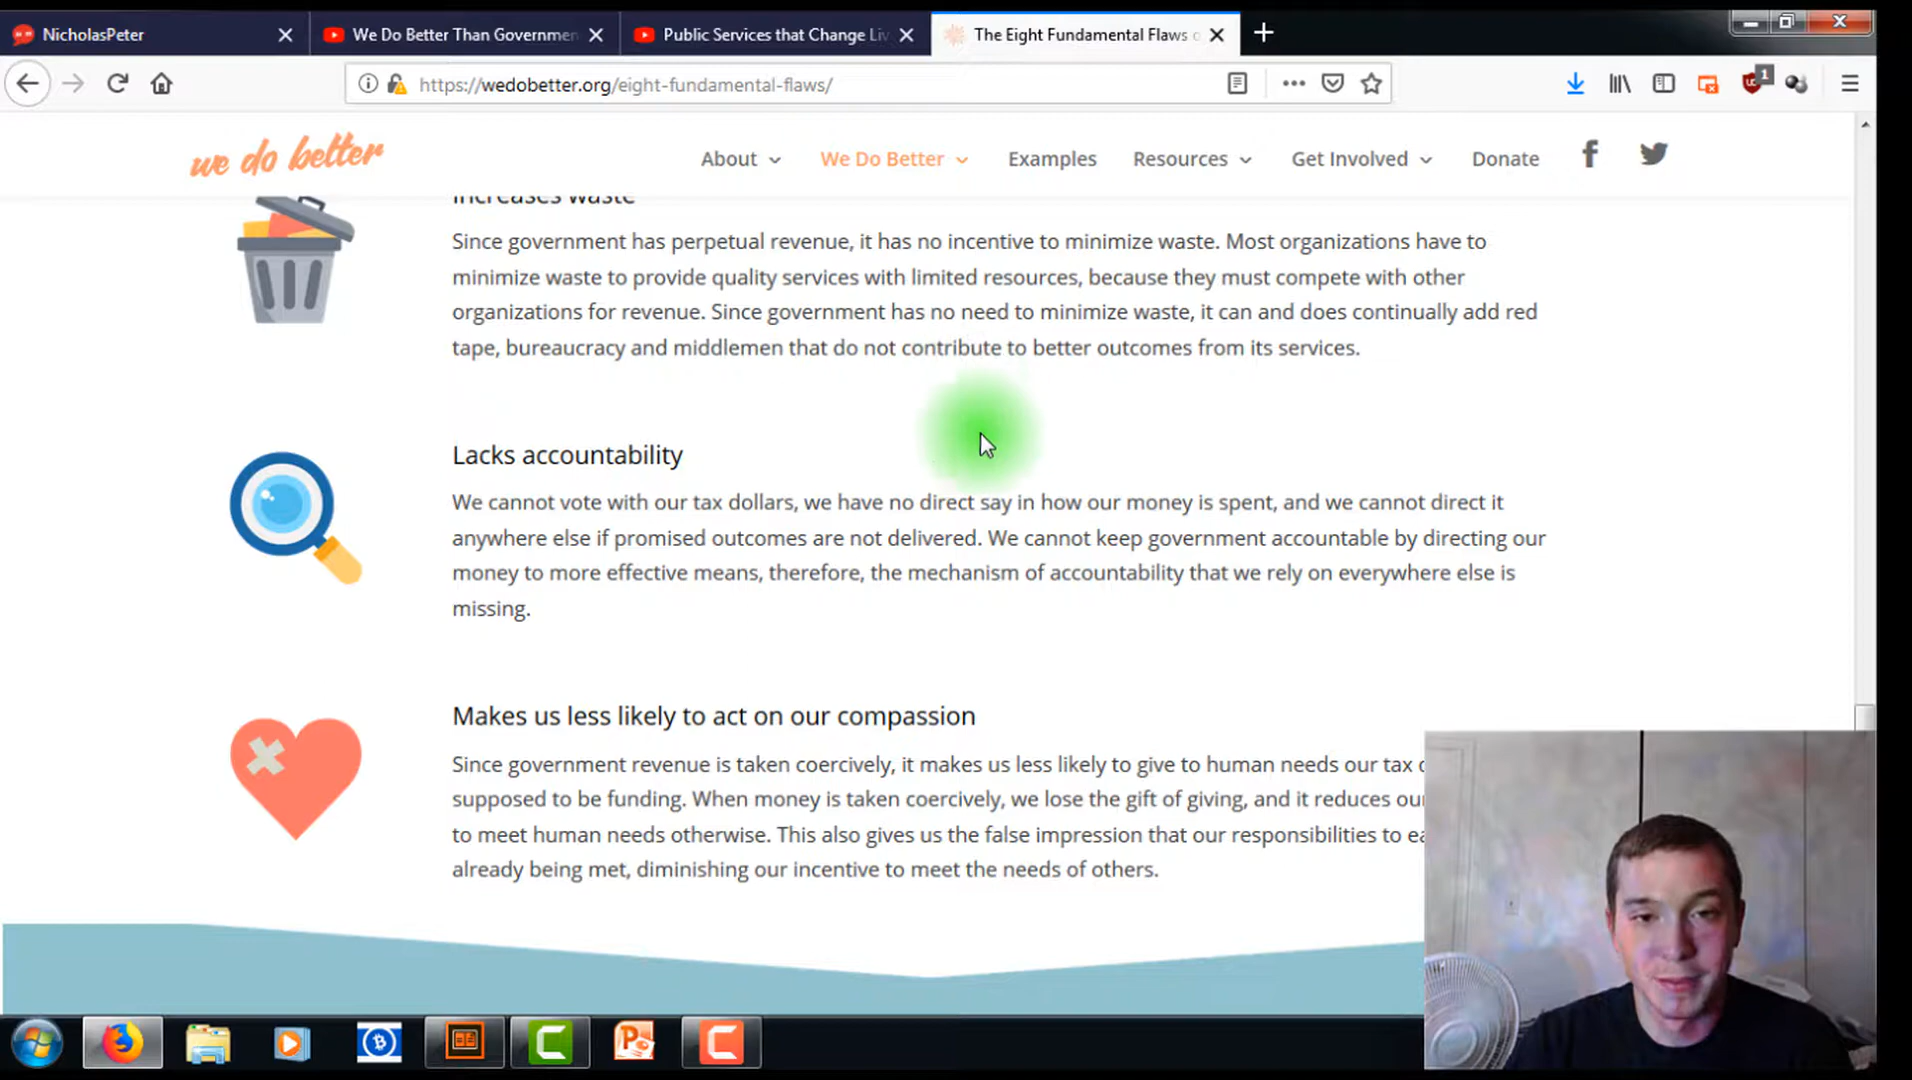 NicholasPeter
We Do Better Than Governmen
Public Services that Change Liv
The Eight Fundamental Flaws o
https://wedobetter.org/eight-fundamental-flaws/
1
we do better
About
We Do Better
Examples
Resources
Get Involved
Donate
Increases waste
Since government has perpetual revenue, it has no incentive to minimize waste. Most organizations have to
minimize waste to provide quality services with limited resources, because they must compete with other
organizations for revenue. Since government has no need to minimize waste, it can and does continually add red
tape, bureaucracy and middlemen that do not contribute to better outcomes from its services.
Lacks accountability
We cannot vote with our tax dollars, we have no direct say in how our money is spent, and we cannot direct it
anywhere else if promised outcomes are not delivered. We cannot keep government accountable by directing our
money to more effective means, therefore, the mechanism of accountability that we rely on everywhere else is
missing.
Makes us less likely to act on our compassion
Since government revenue is taken coercively, it makes us less likely to give to human needs our tax
supposed to be funding. When money is taken coercively, we lose the gift of giving, and it reduces our
to meet human needs otherwise. This also gives us the false impression that our responsibilities to ea
already being met, diminishing our incentive to meet the needs of others.